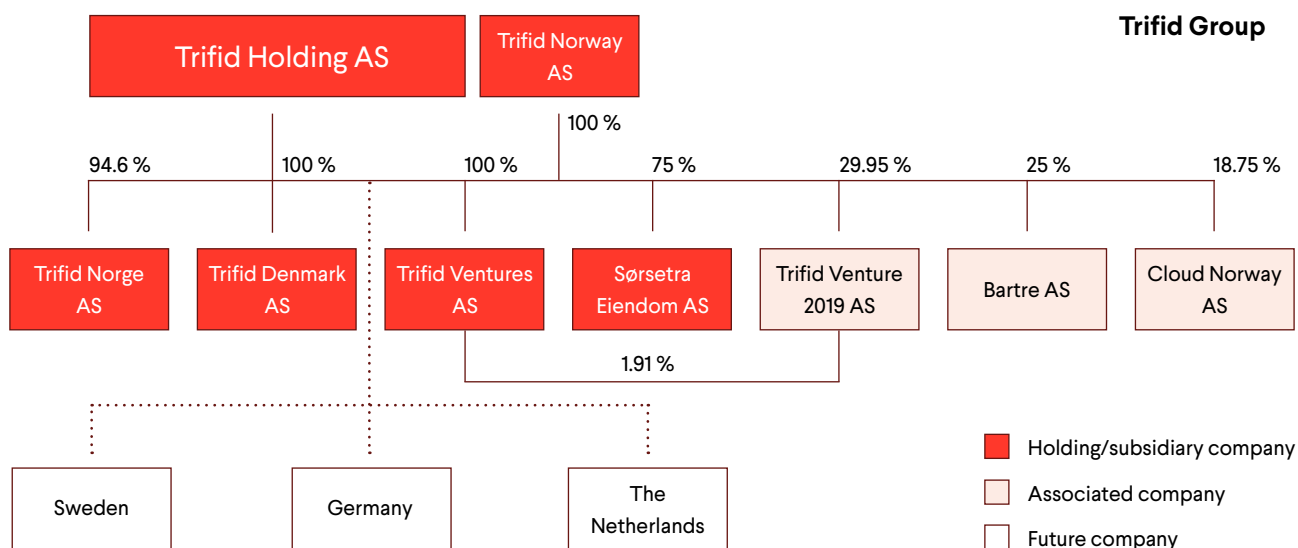 Trifid Group
Trifid Holding AS
Trifid Norway
AS
100 %
94.6 %
100 %
100 %
75 %
29.95 %
25 %
18.75 %
Trifid Norge
AS
Trifid Denmark
AS
Trifid Ventures
AS
Sørsetra
Eiendom AS
Trifid Venture
2019 AS
Bartre AS
Cloud Norway
AS
1.91 %
Sweden
Germany
The
Netherlands
Holding/subsidiary company
Associated company
Future company